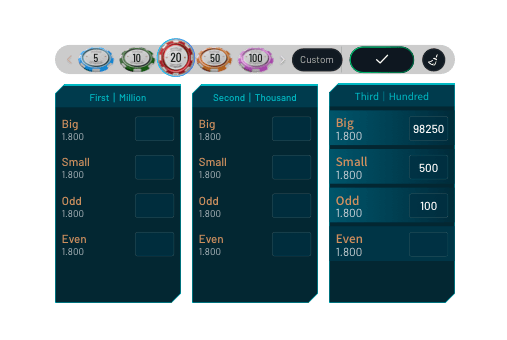 5 10 20 50 100 Custom
First | Million
Big
1.800
Small
1.800
Odd
1.800
Even
1.800
Second | Thousand
Big
1.800
Small
1.800
Odd
1.800
Even
1.800
Third | Hundred
Big
1.800
98250
Small
1.800
500
Odd
1.800
100
Even
1.800